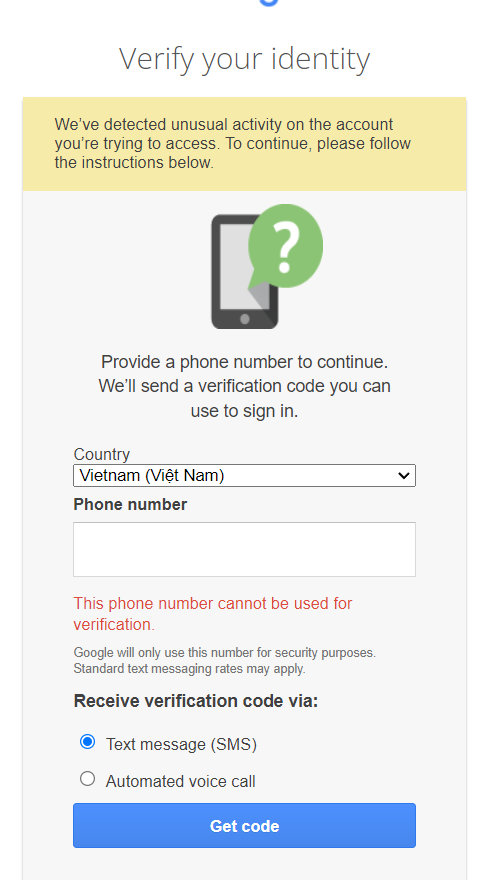 Verify your identity
We've detected unusual activity on the account
you're trying to access. To continue, please follow
the instructions below.
?
Provide a phone number to continue.
We'll send a verification code you can
use to sign in.
Country
Vietnam (Việt Nam)
Phone number
This phone number cannot be used for
verification.
Google will only use this number for security purposes.
Standard text messaging rates may apply.
Receive verification code via:
Text message (SMS)
Automated voice call
Get code